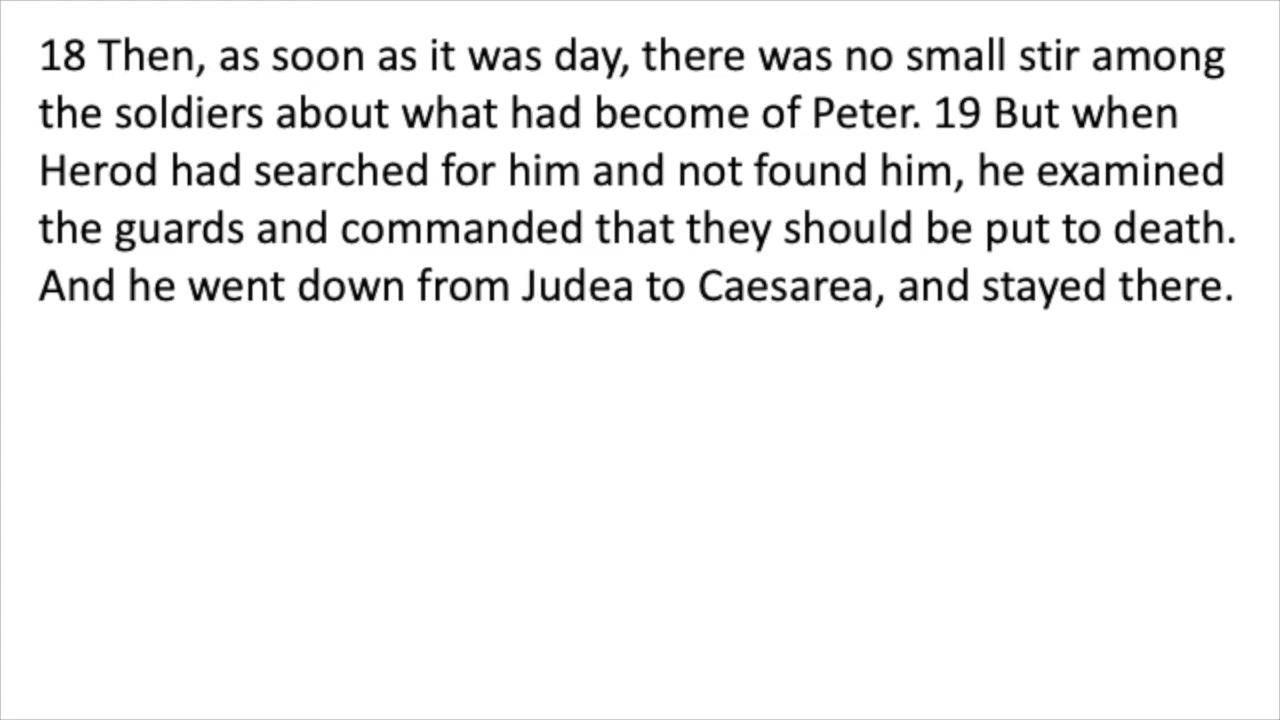 18 Then, as soon as it was day, there was no small stir among
the soldiers about what had become of Peter. 19 But when
Herod had searched for him and not found him, he examined
the guards and commanded that they should be put to death.
And he went down from Judea to Caesarea, and stayed there.